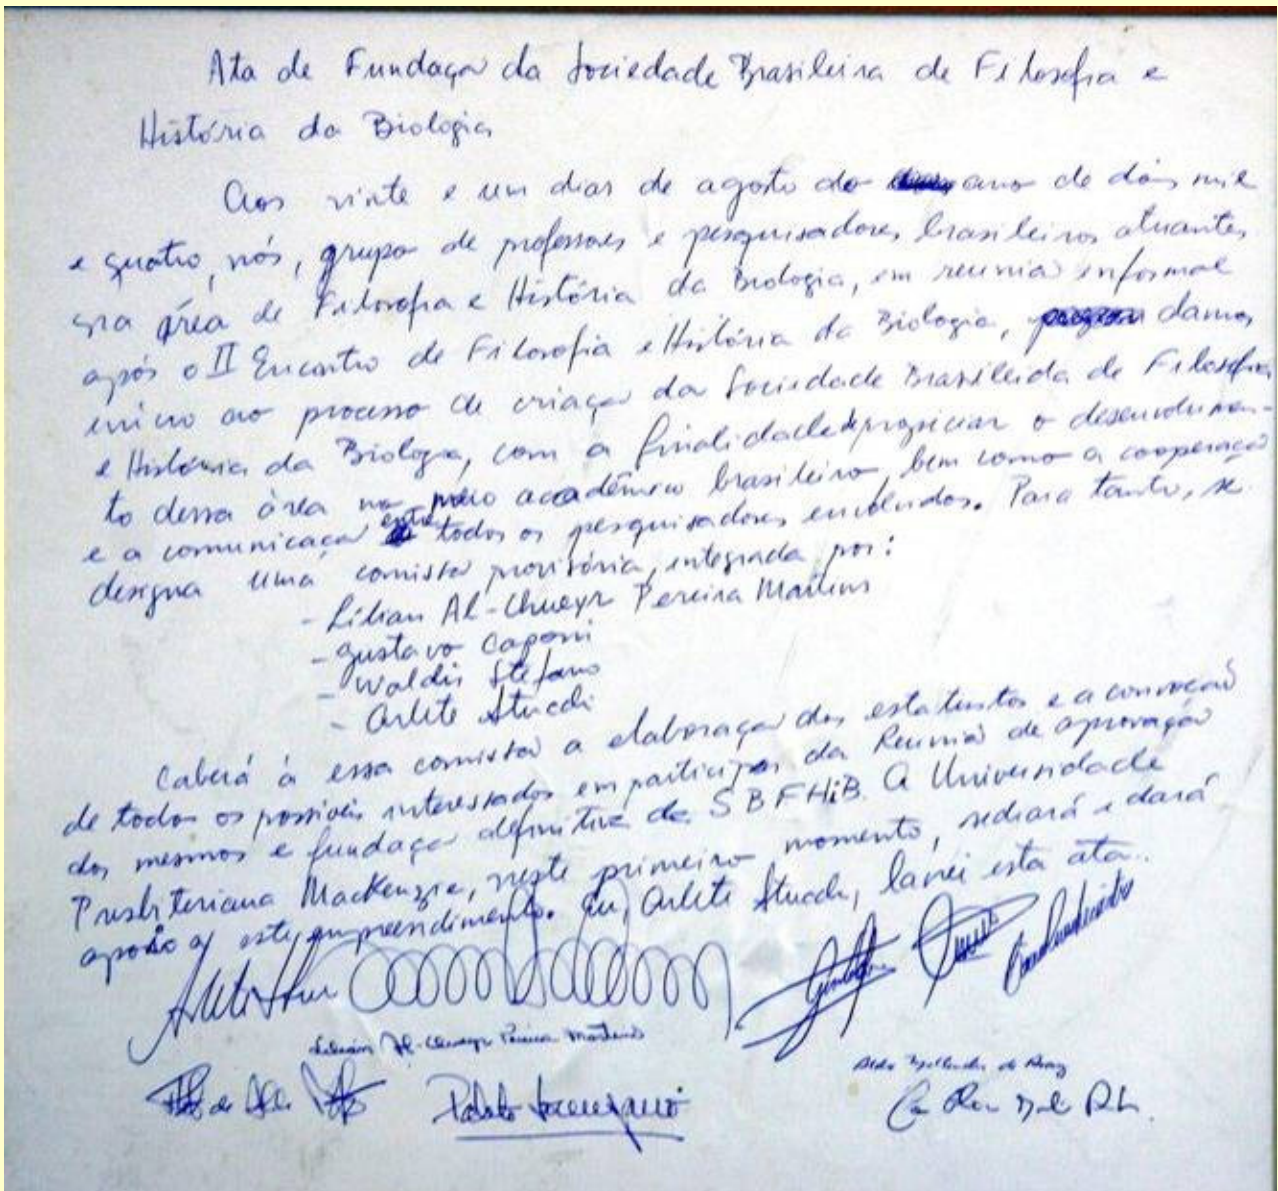 Ata de Fundação da Sociedade Brasileira de Filosofia e
História da Biologia
Aos vinte e um dias de agosto do ano de dois mil
e quatro, nós, grupo de professores e pesquisadores brasileiros atuantes
na área de Filosofia e História da Biologia, em reunião informal
após o II Encontro de Filosofia e História da Biologia, damos
início ao processo de criação da Sociedade Brasileida de Filosofia
e História da Biologia, com a finalidade de propiciar o desenvolvimen-
to dessa área no meio acadêmico brasileiro, bem como a cooperação
e a comunicação entre todos os pesquisadores envolvidos. Para tanto, se
designa uma comissão provisória, integrada por:
- Lilian Al-Chueyr Pereira Martins
- Gustavo Caponi
- Waldir Stefano
- Arlete Stucchi
Caberá à essa comissão a elaboração dos estatutos e a convocação
de todos os possíveis interessados em participar da Reunião de aprovação
dos mesmos e fundação definitiva da SBFHiB. A Universidade
Presbiteriana MacKenzie, neste primeiro momento, sediará e dará
apoio a este empreendimento. Eu, Arlete Stucchi, lavrei esta ata.
Lilian Al-Chueyr Pereira Martins
Aldo de Araújo
Roberto